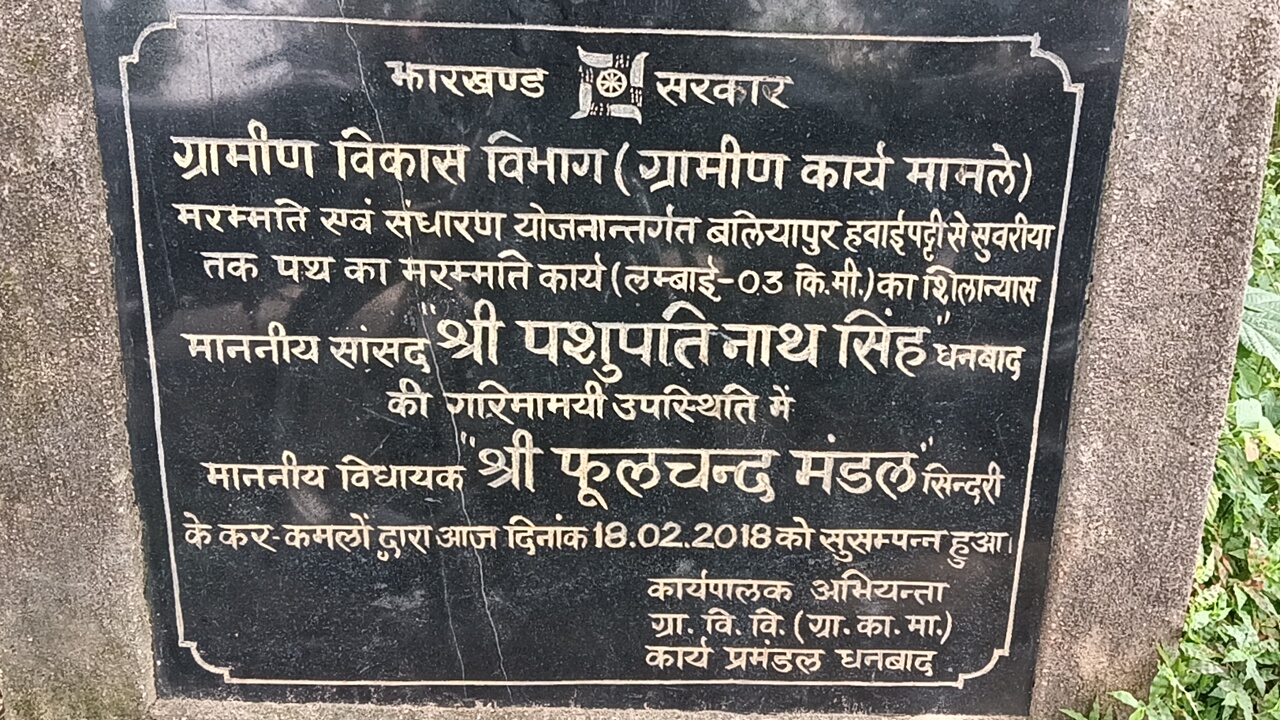 झारखण्ड सरकार
ग्रामीण विकास विभाग (ग्रामीण कार्य मामले)
मरम्मति एवं संधारण योजनान्तर्गत बलियापुर हवाईपट्टी से सुवरीया
तक पथ का मरम्मति कार्य (लम्बाई-03 कि.मी.) का शिलान्यास
माननीय सांसद "श्री पशुपति नाथ सिंह" धनबाद
की गरिमामयी उपस्थिति में
माननीय विधायक "श्री फूलचन्द मंडल" सिन्दरी
के कर-कमलों द्वारा आज दिनांक 18.02.2018 को सुसम्पन्न हुआ।
कार्यपालक अभियन्ता
ग्रा. वि. वि. (ग्रा. का. मा.)
कार्य प्रमंडल धनबाद